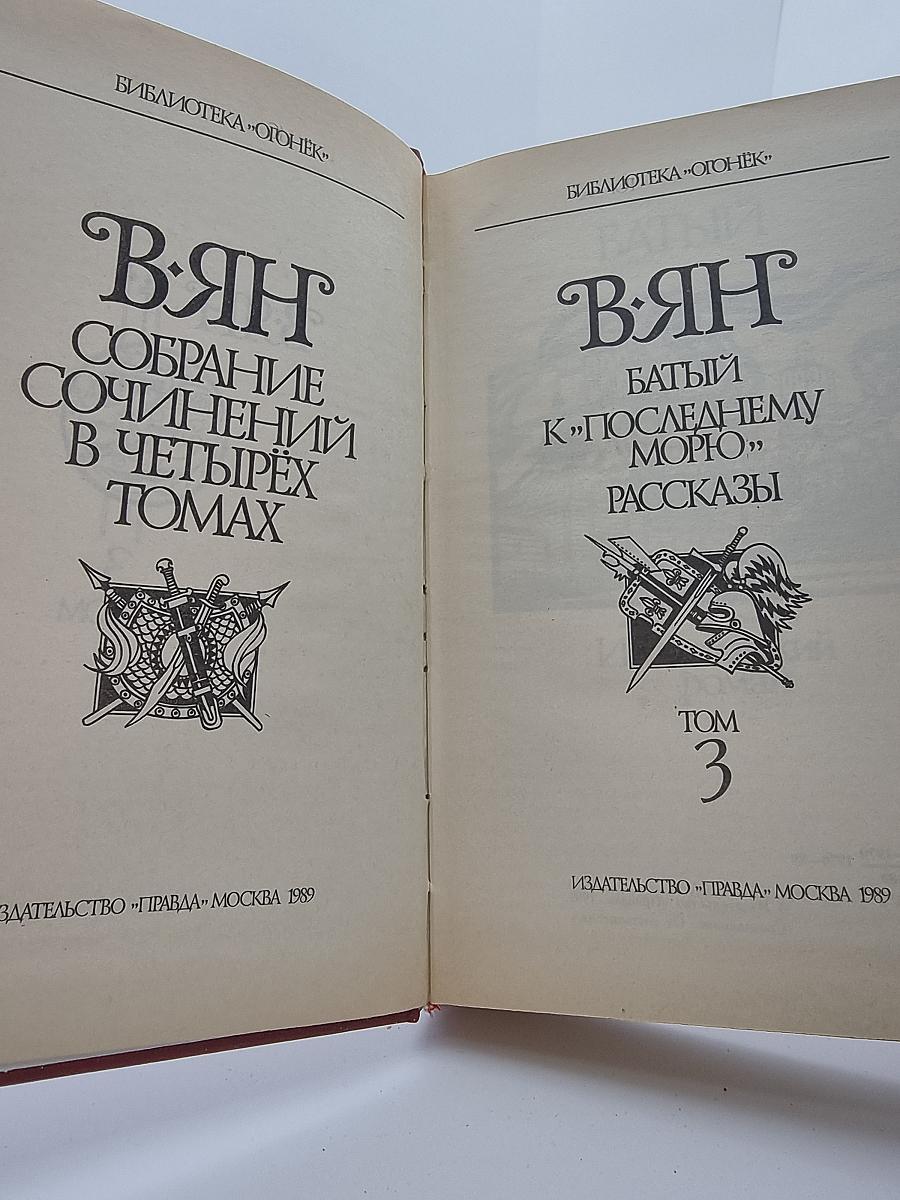 БИБЛИОТЕКА „ОГОНЁК”
В·ЯН
СОБРАНИЕ
СОЧИНЕНИЙ
В ЧЕТЫРЁХ
ТОМАХ
ИЗДАТЕЛЬСТВО „ПРАВДА” МОСКВА 1989
БИБЛИОТЕКА „ОГОНЁК”
В·ЯН
БАТЫЙ
К „ПОСЛЕДНЕМУ
МОРЮ”
РАССКАЗЫ
ТОМ
3
ИЗДАТЕЛЬСТВО „ПРАВДА” МОСКВА 1989